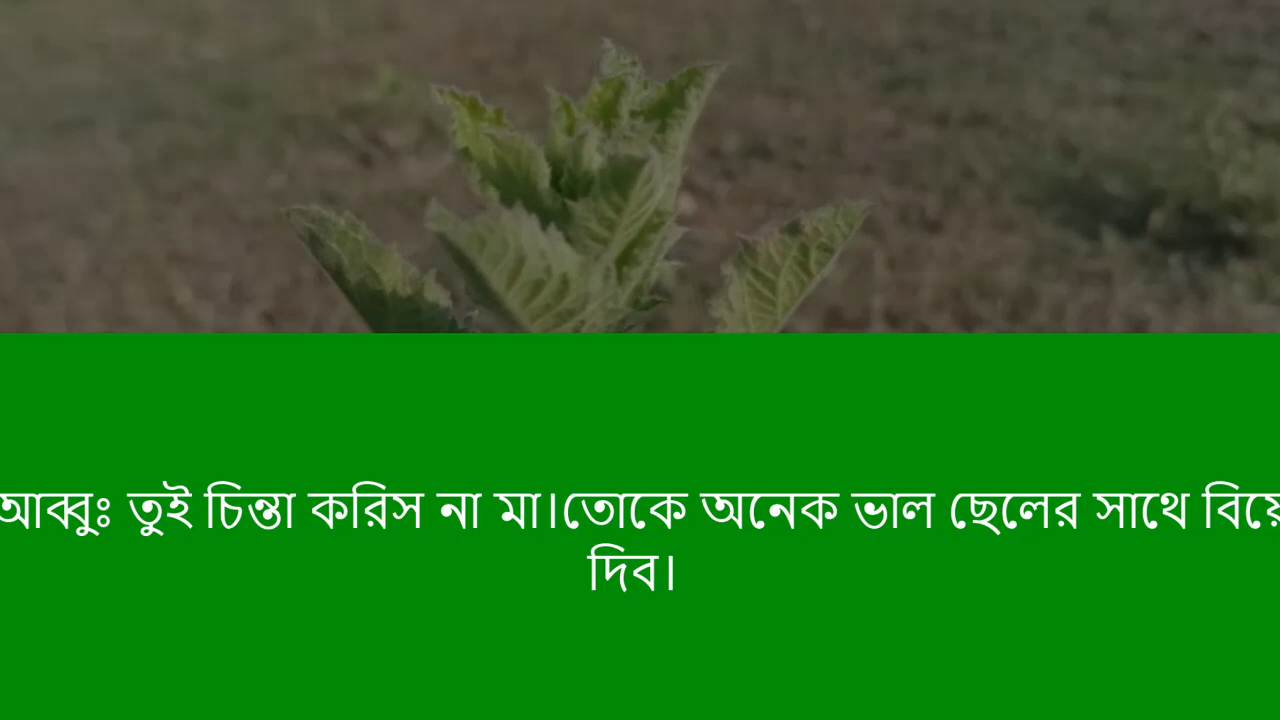 আব্বুঃ তুই চিন্তা করিস না মা।তোকে অনেক ভাল ছেলের সাথে বিয়ে
দিব।